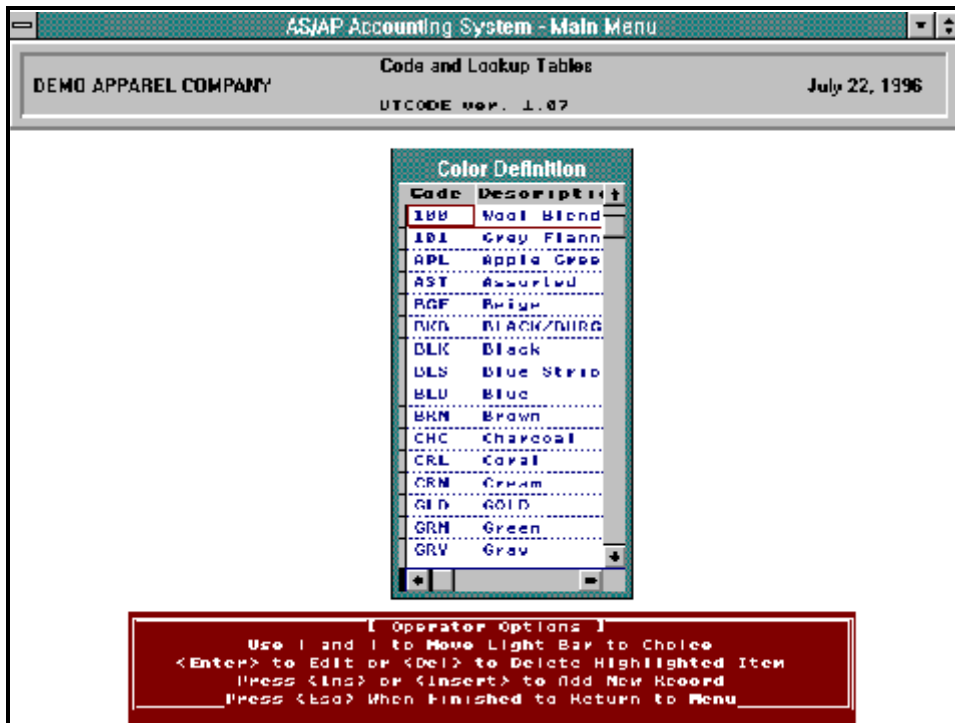 AS/AP Accounting System - Main Menu
DEMO APPAREL COMPANY
Code and Lookup Tables
UTCODE ver. 1.07
July 22, 1996
Color Definition
Code Descriptio
100 Wool Blend
101 Grey Flann
APL Apple Gree
AST Assorted
BGE Beige
BKB BLACK/BURG
BLK Black
BLS Blue Strip
BLU Blue
BRN Brown
CHC Charcoal
CRL Coral
CRM Cream
GLD GOLD
GRN Green
GRY Gray
[ Operator Options ]
Use and to Move Light Bar to Choice
<Enter> to Edit or <Del> to Delete Highlighted Item
Press <Ins> or <Insert> to Add New Record
Press <Esc> When Finished to Return to Menu